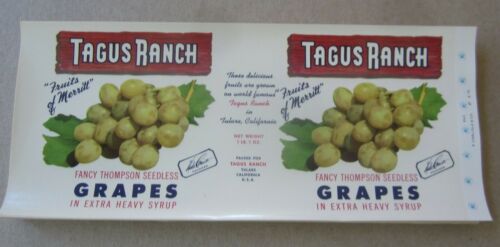 TAGUS RANCH
"Fruits
of Merritt"
FANCY THOMPSON SEEDLESS
GRAPES
IN EXTRA HEAVY SYRUP
These delicious
fruits are grown
on world famous
Tagus Ranch
in
Tulare, California
NET WEIGHT
1 LB. 1 OZ.
PACKED FOR
TAGUS RANCH
TULARE
CALIFORNIA
U.S.A.
TAGUS RANCH
"Fruits
of Merritt"
FANCY THOMPSON SEEDLESS
GRAPES
IN EXTRA HEAVY SYRUP